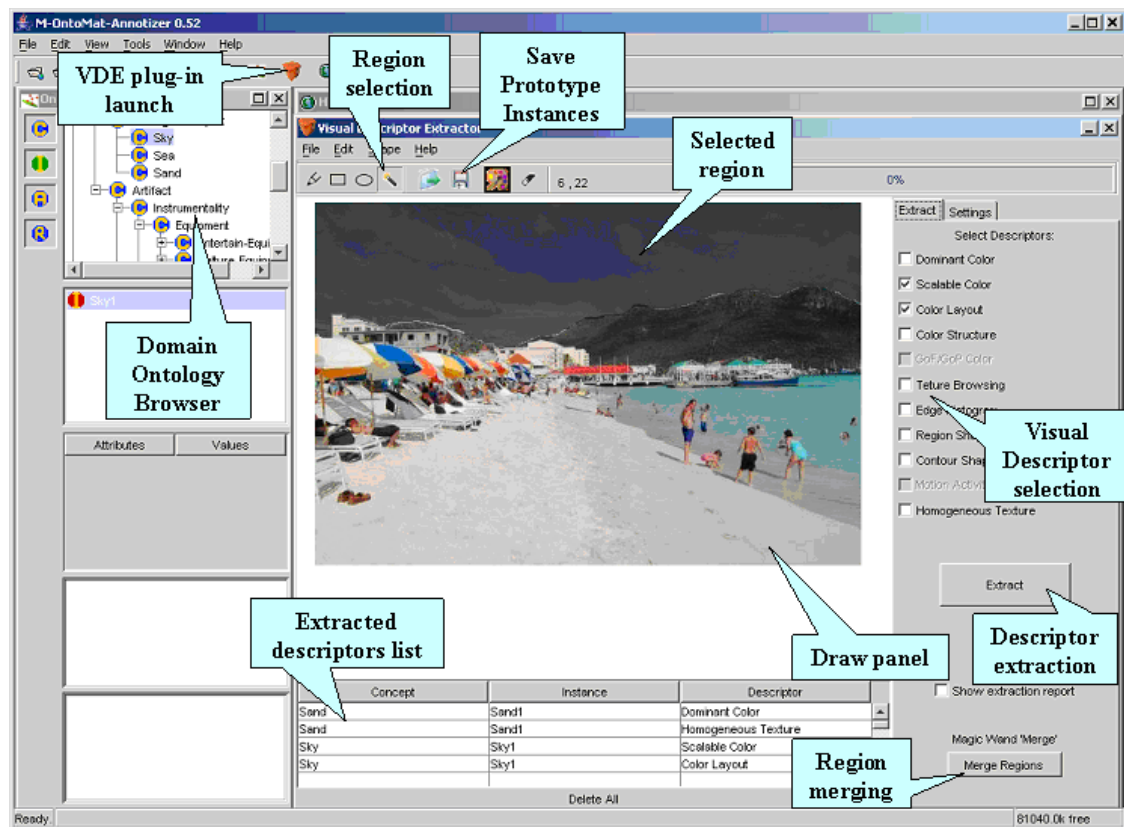 M-OntoMat-Annotizer 0.52
File Edit View Tools Window Help
VDE plug-in
launch
Region
selection
Save
Prototype
Instances
Selected
region
Visual Extractor
File Edit Help
6 ,22
0%
Sky
Sea
Sand
Artifact
Instrumentality
Equipment
Sky1
Domain
Ontology
Browser
Attributes Values
Extract Settings
Select Descriptors:
Dominant Color
Scalable Color
Color Layout
Color Structure
GoF/GoP Color
Teture Browsing
Edge
Region
Contour
Motion
Homogeneous Texture
Visual
Descriptor
selection
Extract
Descriptor
extraction
Draw panel
Extracted
descriptors list
Show extraction report
Concept Instance Descriptor
Sand Sand1 Dominant Color
Sand Sand1 Homogeneous Texture
Sky Sky1 Scalable Color
Sky Sky1 Color Layout
Magic Wand 'Merge'
Merge Regions
Region
merging
Delete All
Ready. 81040.0k free